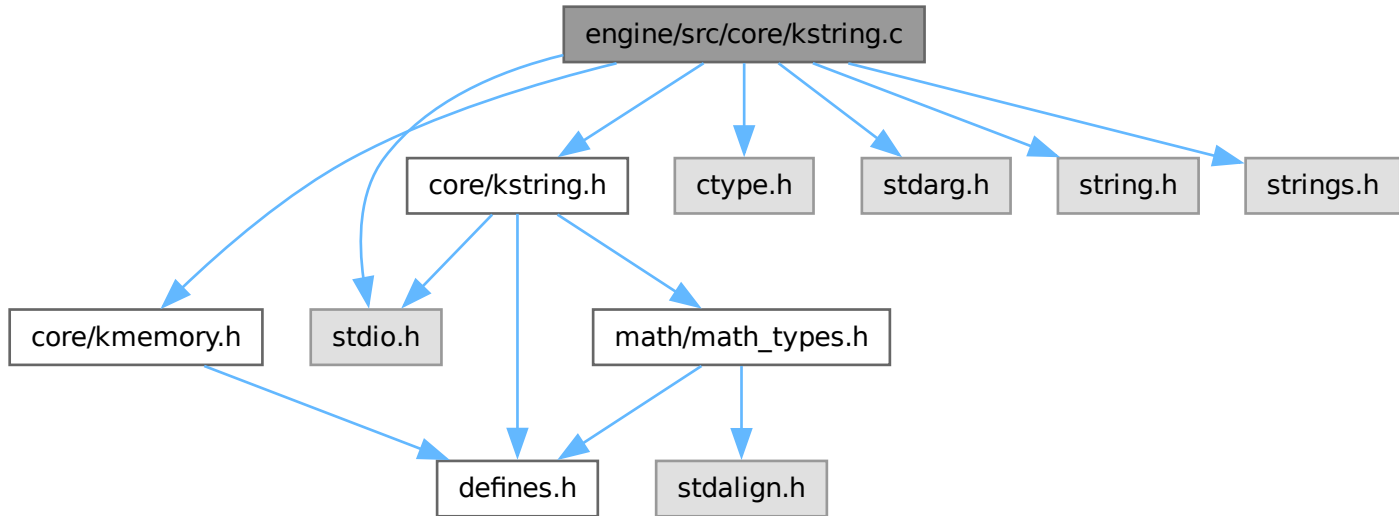 engine/src/core/kstring.c
core/kstring.h
ctype.h
stdarg.h
string.h
strings.h
core/kmemory.h
stdio.h
math/math_types.h
defines.h
stdalign.h